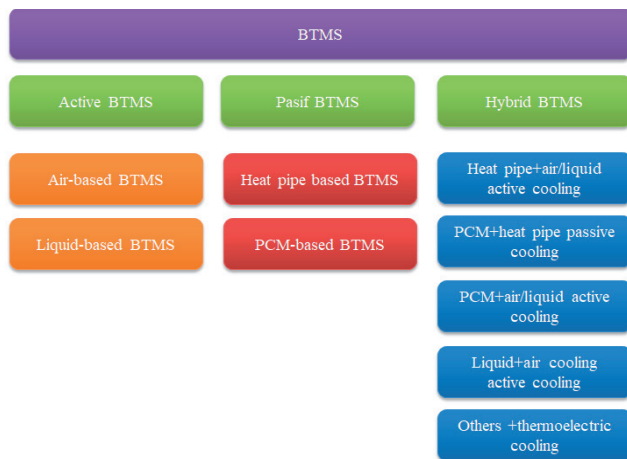 BTMS
Active BTMS
Pasif BTMS
Hybrid BTMS
Air-based BTMS
Heat pipe based BTMS
Heat pipe+air/liquid
active cooling
Liquid-based BTMS
PCM-based BTMS
PCM+heat pipe passive
cooling
PCM+air/liquid active
cooling
Liquid+air cooling
active cooling
Others +thermoelectric
cooling